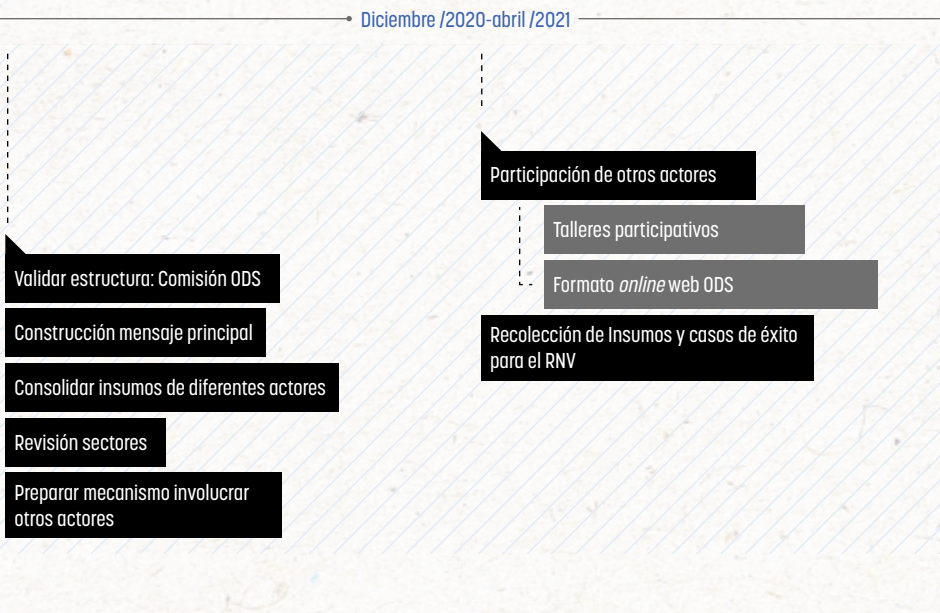 Diciembre /2020-abril /2021
Validar estructura: Comisión ODS
Construcción mensaje principal
Consolidar insumos de diferentes actores
Revisión sectores
Preparar mecanismo involucrar
otros actores
Participación de otros actores
Talleres participativos
Formato online web ODS
Recolección de Insumos y casos de éxito
para el RNV